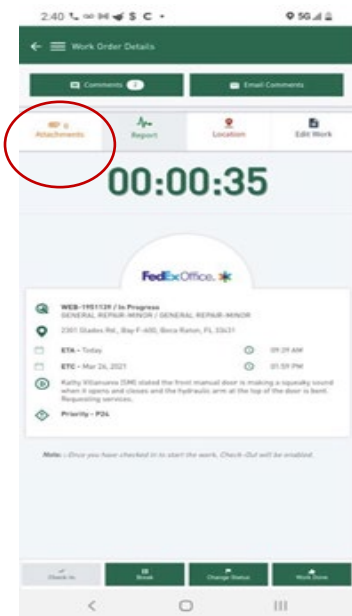 2:40
5G
Work Order Details
Comments 2
Email Comments
0
Attachments
Report
Location
Edit Work
00:00:35
FedEx Office.
WEB-1951139 / In Progress
GENERAL REPAIR-MINOR / GENERAL REPAIR-MINOR
2301 Glades Rd., Bay F-600, Boca Raton, FL 33431
ETA - Today
09:29 AM
ETC - Mar 26, 2021
01:59 PM
Kathy Villanueva (SM) stated the front manual door is making a squeaky sound
when it opens and closes and the hydraulic arm at the top of the door is bent.
Requesting services.
Priority - P24
Note: - Once you have checked in to start the work, Check-Out will be enabled.
Check In
Break
Change Status
Work Done